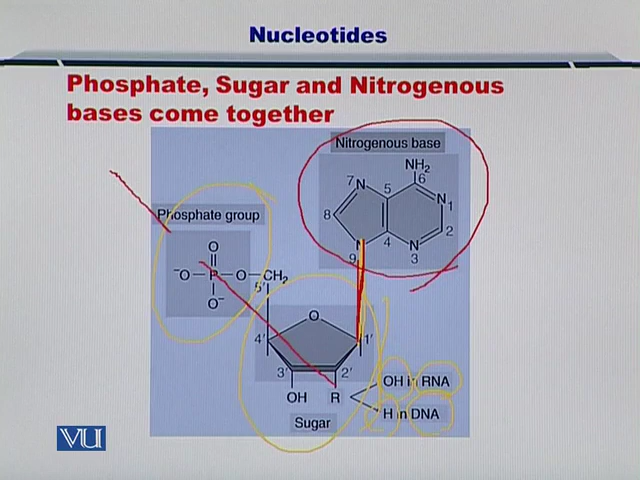 Nucleotides
Phosphate, Sugar and Nitrogenous
bases come together
Nitrogenous base
NH₂
7 N 5 6 N 1
8
N 9 4 N 3 2
Phosphate group
O
⁻O—P—O—CH₂
O⁻ 5′
O
4′ 1′
3′ 2′
OH R
OH in RNA
H in DNA
Sugar
VU